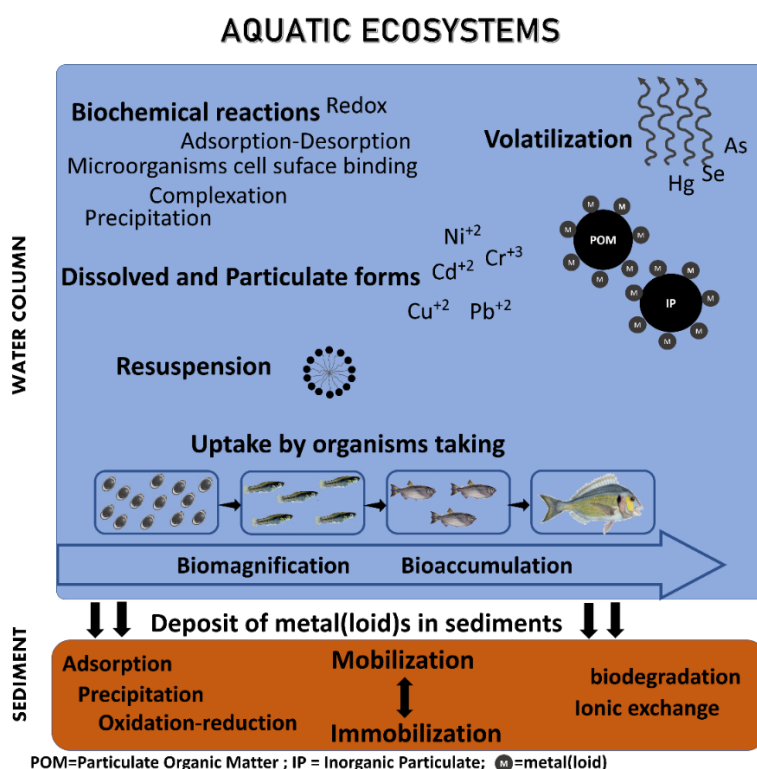 AQUATIC ECOSYSTEMS
WATER COLUMN
Biochemical reactions Redox
Adsorption-Desorption
Microorganisms cell suface binding
Complexation
Precipitation
Volatilization
As
Se
Hg
M M M M M M M M
POM
M M M M M M M M
IP
Dissolved and Particulate forms
Ni+2
Cr+3
Cd+2
Cu+2 Pb+2
Resuspension
Uptake by organisms taking
Biomagnification Bioaccumulation
Deposit of metal(loid)s in sediments
SEDIMENT
Adsorption
Precipitation
Oxidation-reduction
Mobilization
Immobilization
biodegradation
Ionic exchange
POM=Particulate Organic Matter ; IP = Inorganic Particulate; M =metal(loid)